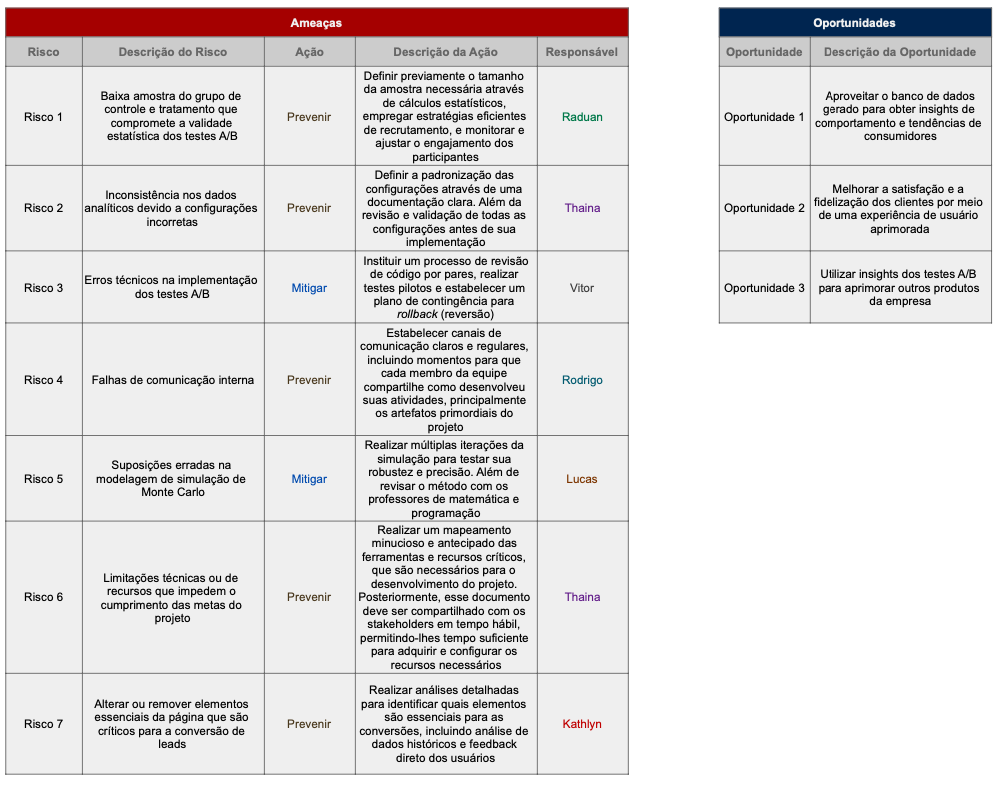 Ameaças
Risco
Descrição do Risco
Ação
Descrição da Ação
Responsável
Risco 1
Baixa amostra do grupo de
controle e tratamento que
compromete a validade
estatística dos testes A/B
Prevenir
Definir previamente o tamanho
da amostra necessária através
de cálculos estatísticos,
empregar estratégias eficientes
de recrutamento, e monitorar e
ajustar o engajamento dos
participantes
Raduan
Risco 2
Inconsistência nos dados
analíticos devido a configurações
incorretas
Prevenir
Definir a padronização das
configurações através de uma
documentação clara. Além da
revisão e validação de todas as
configurações antes de sua
implementação
Thaina
Risco 3
Erros técnicos na implementação
dos testes A/B
Mitigar
Instituir um processo de revisão
de código por pares, realizar
testes pilotos e estabelecer um
plano de contingência para
rollback (reversão)
Vitor
Risco 4
Falhas de comunicação interna
Prevenir
Estabelecer canais de
comunicação claros e regulares,
incluindo momentos para que
cada membro da equipe
compartilhe como desenvolveu
suas atividades, principalmente
os artefatos primordiais do
projeto
Rodrigo
Risco 5
Suposições erradas na
modelagem de simulação de
Monte Carlo
Mitigar
Realizar múltiplas iterações da
simulação para testar sua
robustez e precisão. Além de
revisar o método com os
professores de matemática e
programação
Lucas
Risco 6
Limitações técnicas ou de
recursos que impedem o
cumprimento das metas do
projeto
Prevenir
Realizar um mapeamento
minucioso e antecipado das
ferramentas e recursos críticos,
que são necessários para o
desenvolvimento do projeto.
Posteriormente, esse documento
deve ser compartilhado com os
stakeholders em tempo hábil,
permitindo-lhes tempo suficiente
para adquirir e configurar os
recursos necessários
Thaina
Risco 7
Alterar ou remover elementos
essenciais da página que são
críticos para a conversão de
leads
Prevenir
Realizar análises detalhadas
para identificar quais elementos
são essenciais para as
conversões, incluindo análise de
dados históricos e feedback
direto dos usuários
Kathlyn
Oportunidades
Oportunidade
Descrição da Oportunidade
Oportunidade 1
Aproveitar o banco de dados
gerado para obter insights de
comportamento e tendências de
consumidores
Oportunidade 2
Melhorar a satisfação e a
fidelização dos clientes por meio
de uma experiência de usuário
aprimorada
Oportunidade 3
Utilizar insights dos testes A/B
para aprimorar outros produtos
da empresa